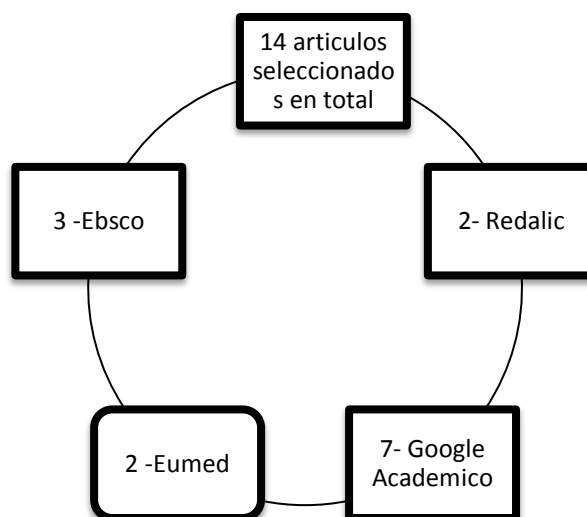 14 articulos
seleccionado
s en total
3 -Ebsco
2- Redalic
2 -Eumed
7- Google
Academico